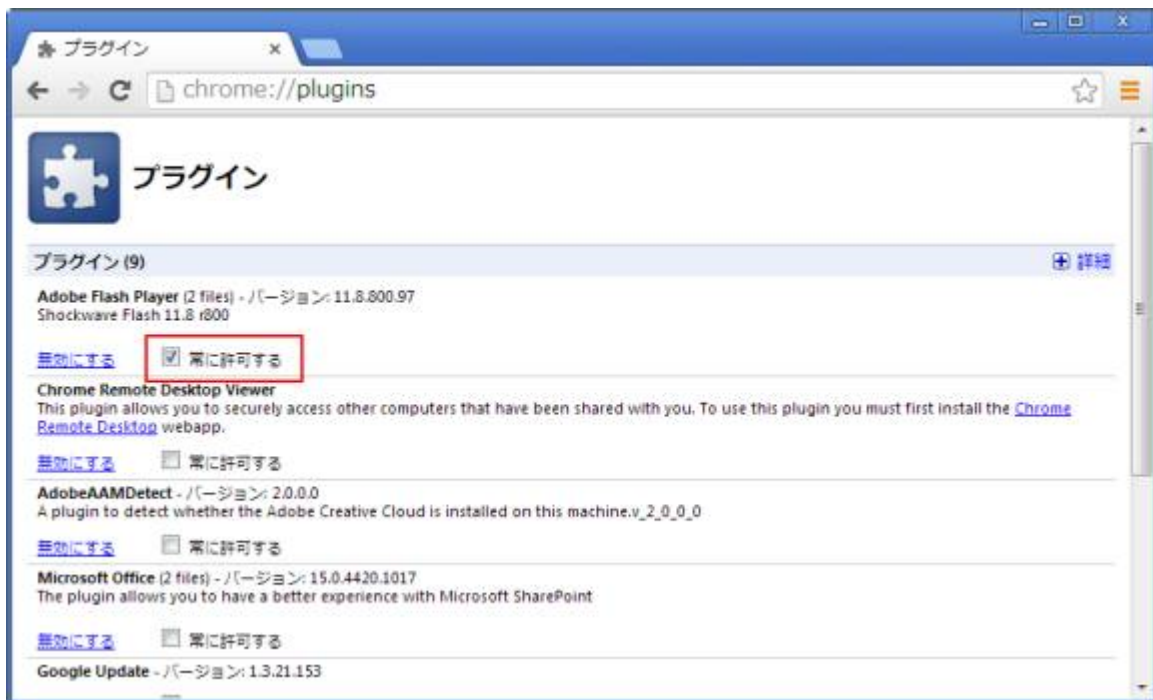 プラグイン
chrome://plugins
プラグイン
プラグイン (9)
詳細
Adobe Flash Player (2 files) - バージョン: 11.8.800.97
Shockwave Flash 11.8 r800
無効にする 常に許可する
Chrome Remote Desktop Viewer
This plugin allows you to securely access other computers that have been shared with you. To use this plugin you must first install the Chrome
Remote Desktop webapp.
無効にする 常に許可する
AdobeAAMDetect - バージョン: 2.0.0.0
A plugin to detect whether the Adobe Creative Cloud is installed on this machine.v_2_0_0_0
無効にする 常に許可する
Microsoft Office (2 files) - バージョン: 15.0.4420.1017
The plugin allows you to have a better experience with Microsoft SharePoint
無効にする 常に許可する
Google Update - バージョン: 1.3.21.153